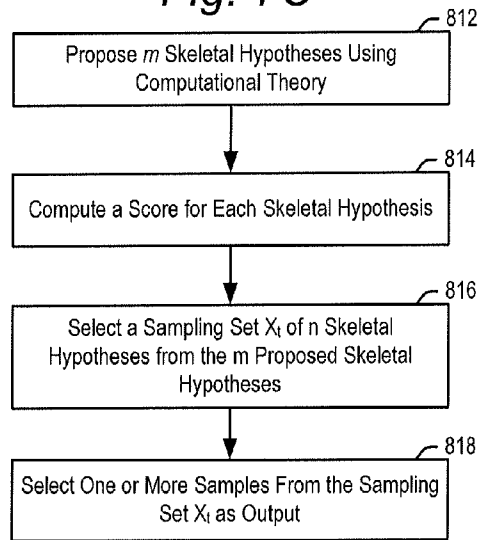 Fig.
812
Propose m Skeletal Hypotheses Using
Computational Theory
814
Compute a Score for Each Skeletal Hypothesis
816
Select a Sampling Set Xₜ of n Skeletal
Hypotheses from the m Proposed Skeletal
Hypotheses
818
Select One or More Samples From the Sampling
Set Xₜ as Output